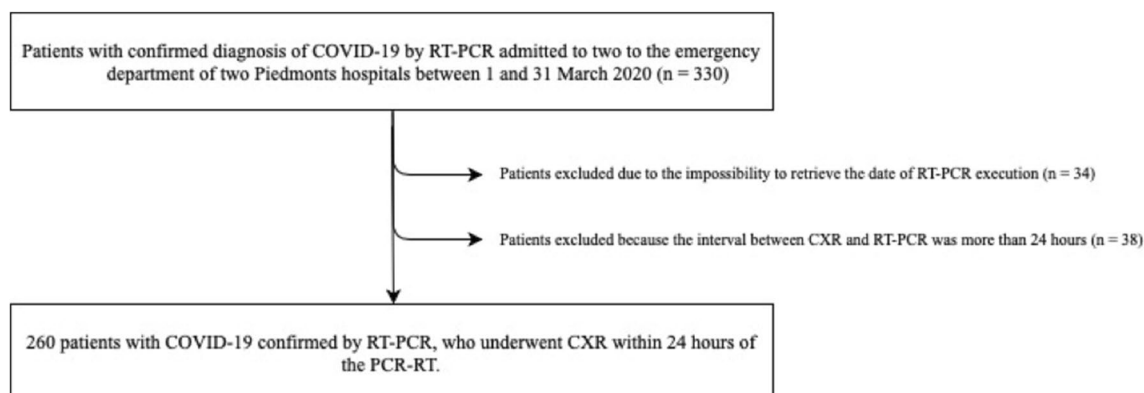 Patients with confirmed diagnosis of COVID-19 by RT-PCR admitted to two to the emergency
department of two Piedmonts hospitals between 1 and 31 March 2020 (n = 330)
Patients excluded due to the impossibility to retrieve the date of RT-PCR execution (n = 34)
Patients excluded because the interval between CXR and RT-PCR was more than 24 hours (n = 38)
260 patients with COVID-19 confirmed by RT-PCR, who underwent CXR within 24 hours of
the PCR-RT.